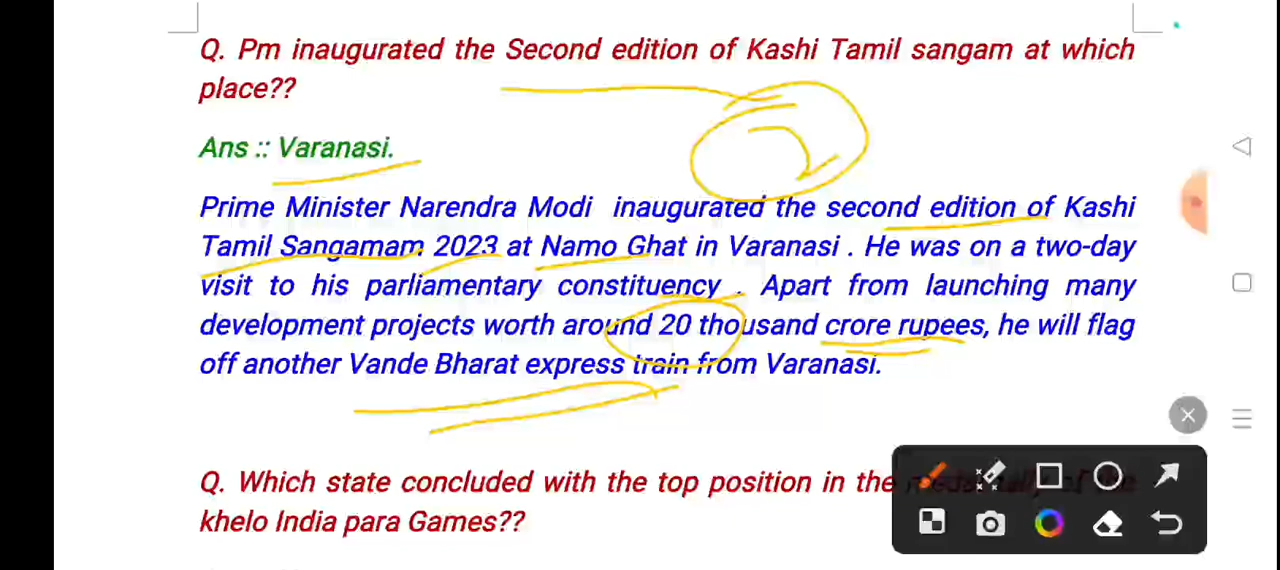 Q. Pm inaugurated the Second edition of Kashi Tamil sangam at which
place??
Ans :: Varanasi.
Prime Minister Narendra Modi inaugurated the second edition of Kashi
Tamil Sangamam 2023 at Namo Ghat in Varanasi . He was on a two-day
visit to his parliamentary constituency . Apart from launching many
development projects worth around 20 thousand crore rupees, he will flag
off another Vande Bharat express train from Varanasi.
Q. Which state concluded with the top position in the medal tally of the
khelo India para Games??